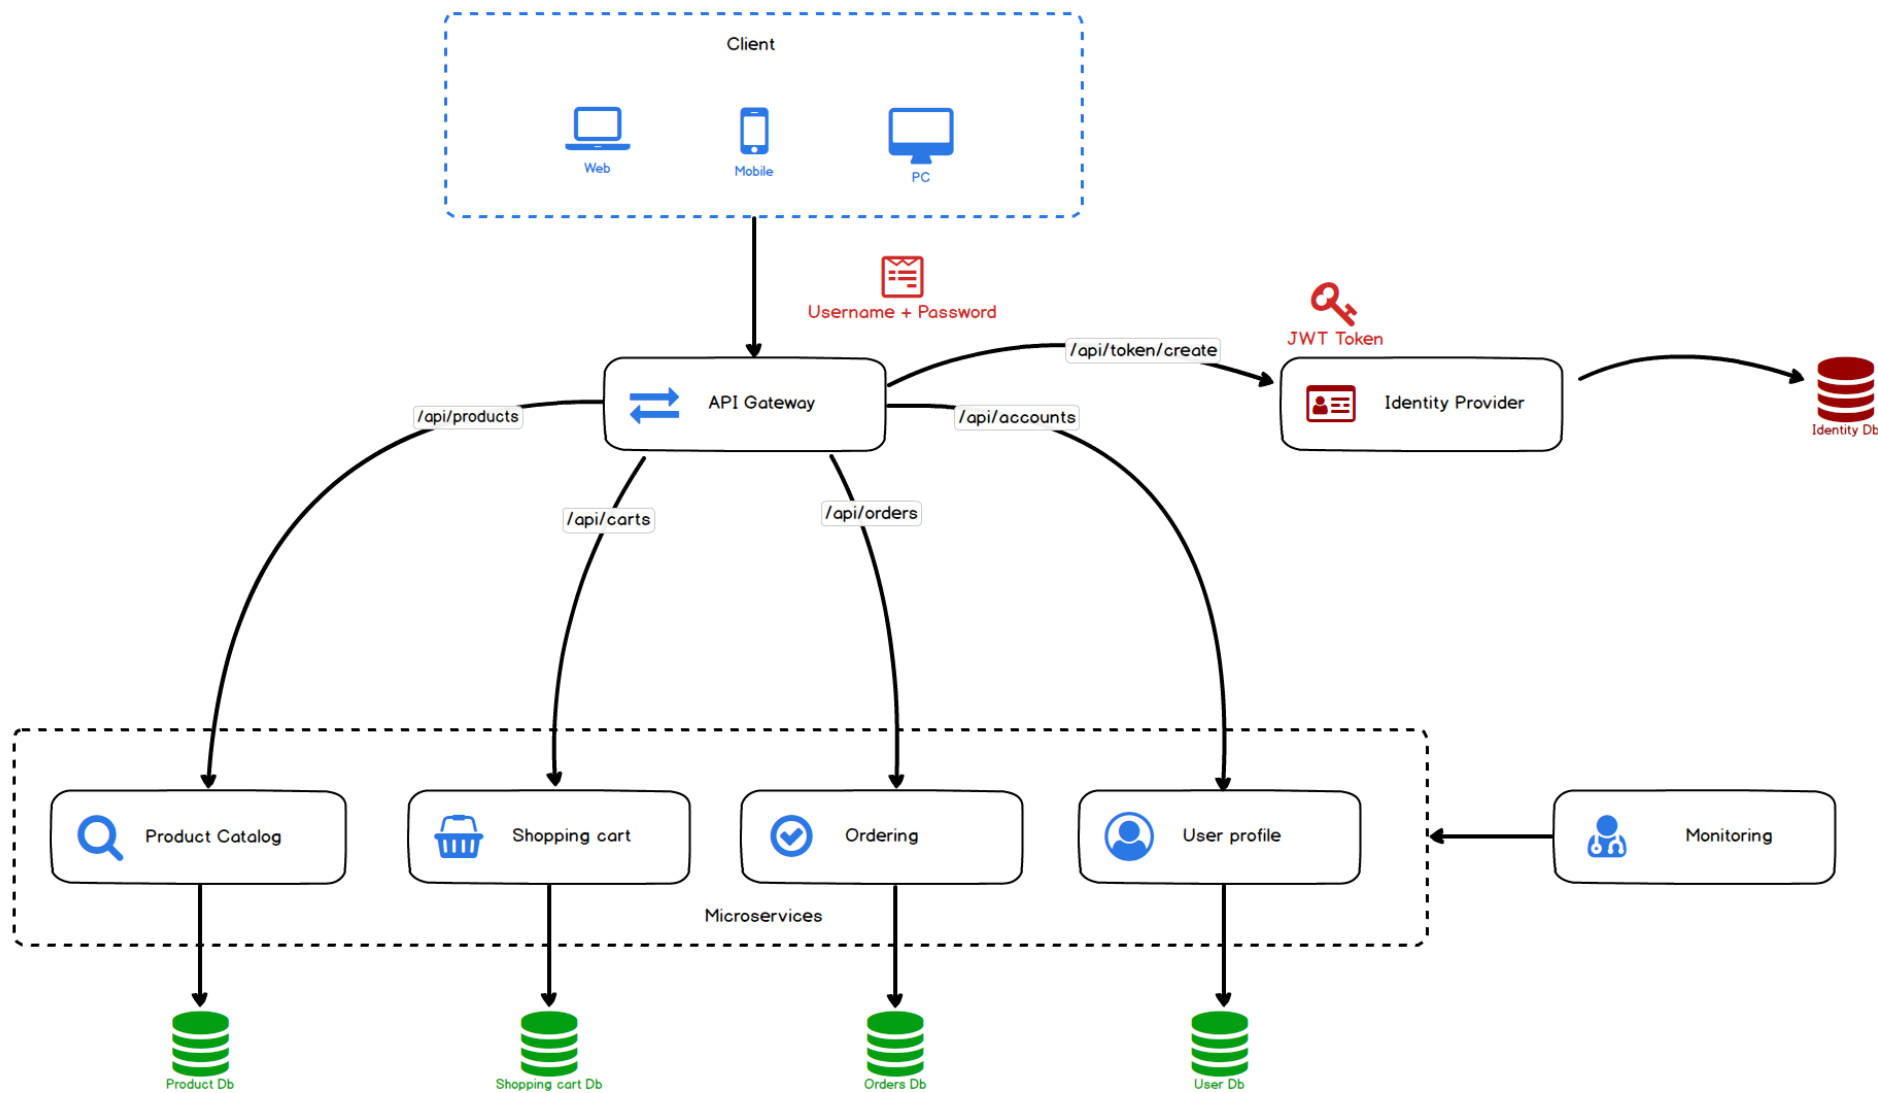 Client
Web
Mobile
PC
Username + Password
JWT Token
/api/token/create
API Gateway
Identity Provider
/api/products
/api/accounts
Identity Db
/api/carts
/api/orders
Product Catalog
Shopping cart
Ordering
User profile
Monitoring
Microservices
Product Db
Shopping cart Db
Orders Db
User Db